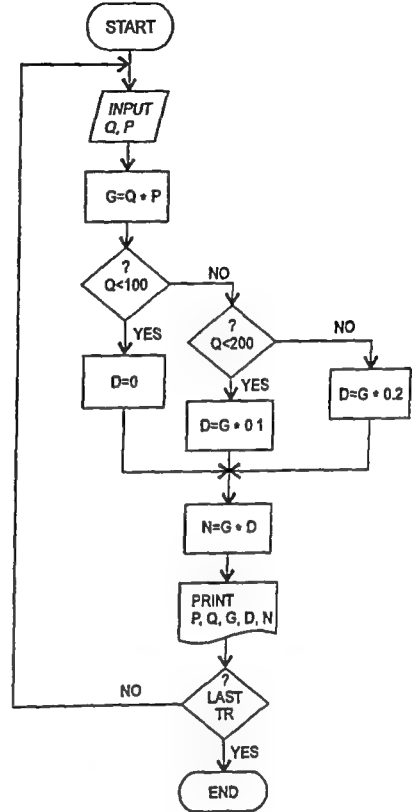 START
INPUT
Q, P
G=Q * P
?
Q<100
NO
YES
?
Q<200
NO
YES
D=0
D=G * 0 1
D=G * 0.2
N=G * D
PRINT
P, Q, G, D, N
?
LAST
TR
NO
YES
END